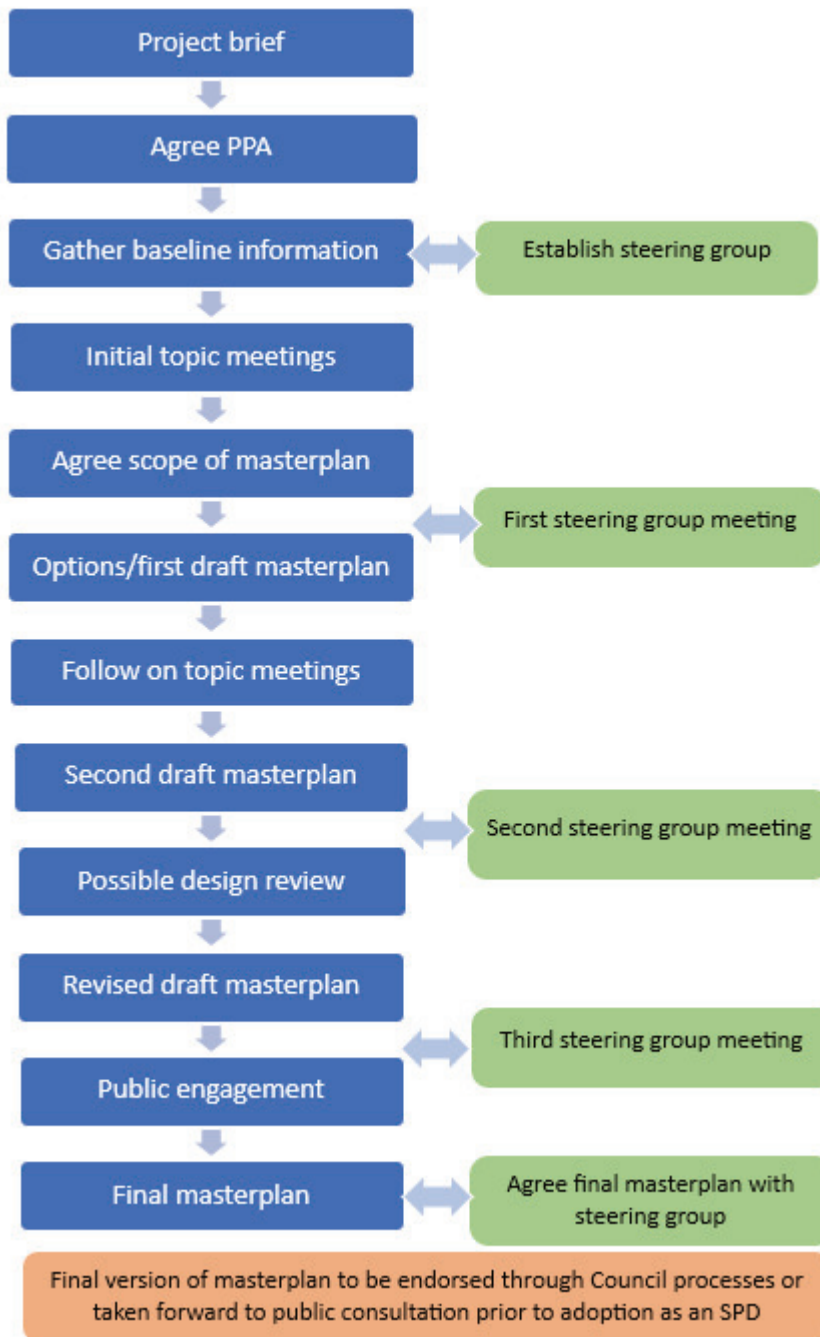 Project brief
Agree PPA
Gather baseline information
Establish steering group
Initial topic meetings
Agree scope of masterplan
First steering group meeting
Options/first draft masterplan
Follow on topic meetings
Second draft masterplan
Second steering group meeting
Possible design review
Revised draft masterplan
Third steering group meeting
Public engagement
Final masterplan
Agree final masterplan with
steering group
Final version of masterplan to be endorsed through Council processes or
taken forward to public consultation prior to adoption as an SPD